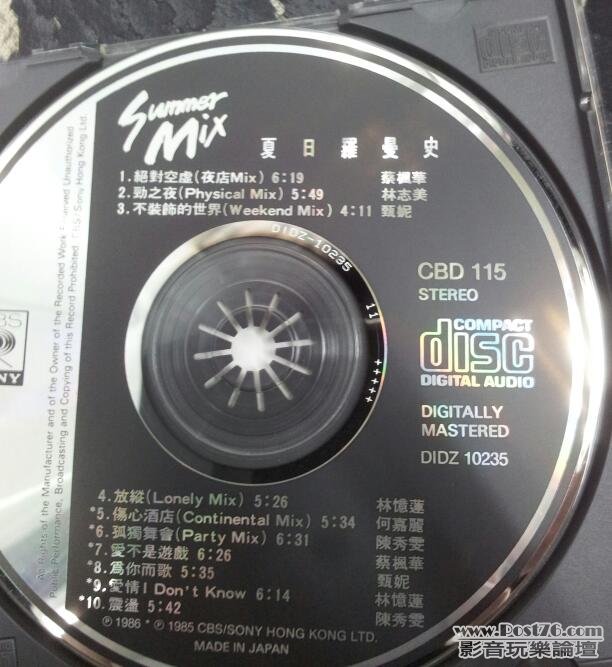 Summer
Mix
夏日羅曼史
1.絕對空虛(夜店Mix) 6:19 蔡楓華
2.勁之夜(Physical Mix) 5:49 林志美
3.不裝飾的世界(Weekend Mix) 4:11 甄妮
DIDZ-10235 11 +++++
CBD 115
STEREO
COMPACT
disc
DIGITAL AUDIO
DIGITALLY
MASTERED
DIDZ 10235
4.放縱(Lonely Mix) 5:26 林憶蓮
*5.傷心酒店(Continental Mix) 5:34 何嘉麗
*6.孤獨舞會(Party Mix) 6:31 陳秀雯
*7.愛不是遊戲 6:26 蔡楓華
*8.為你而歌 5:35 甄妮
*9.愛情I Don't Know 6:14 林憶蓮
*10.震盪 5:42 陳秀雯
℗1986 *℗1985 CBS/SONY HONG KONG LTD.
MADE IN JAPAN
All Rights of the Manufacturer and of the Owner of the Recorded Work Reserved Unauthorized
Public Performance, Broadcasting and Copying of this Record Prohibited. CBS/Sony Hong Kong Ltd.
CBS
SONY
disc
www.Post76.com
影音玩樂論壇